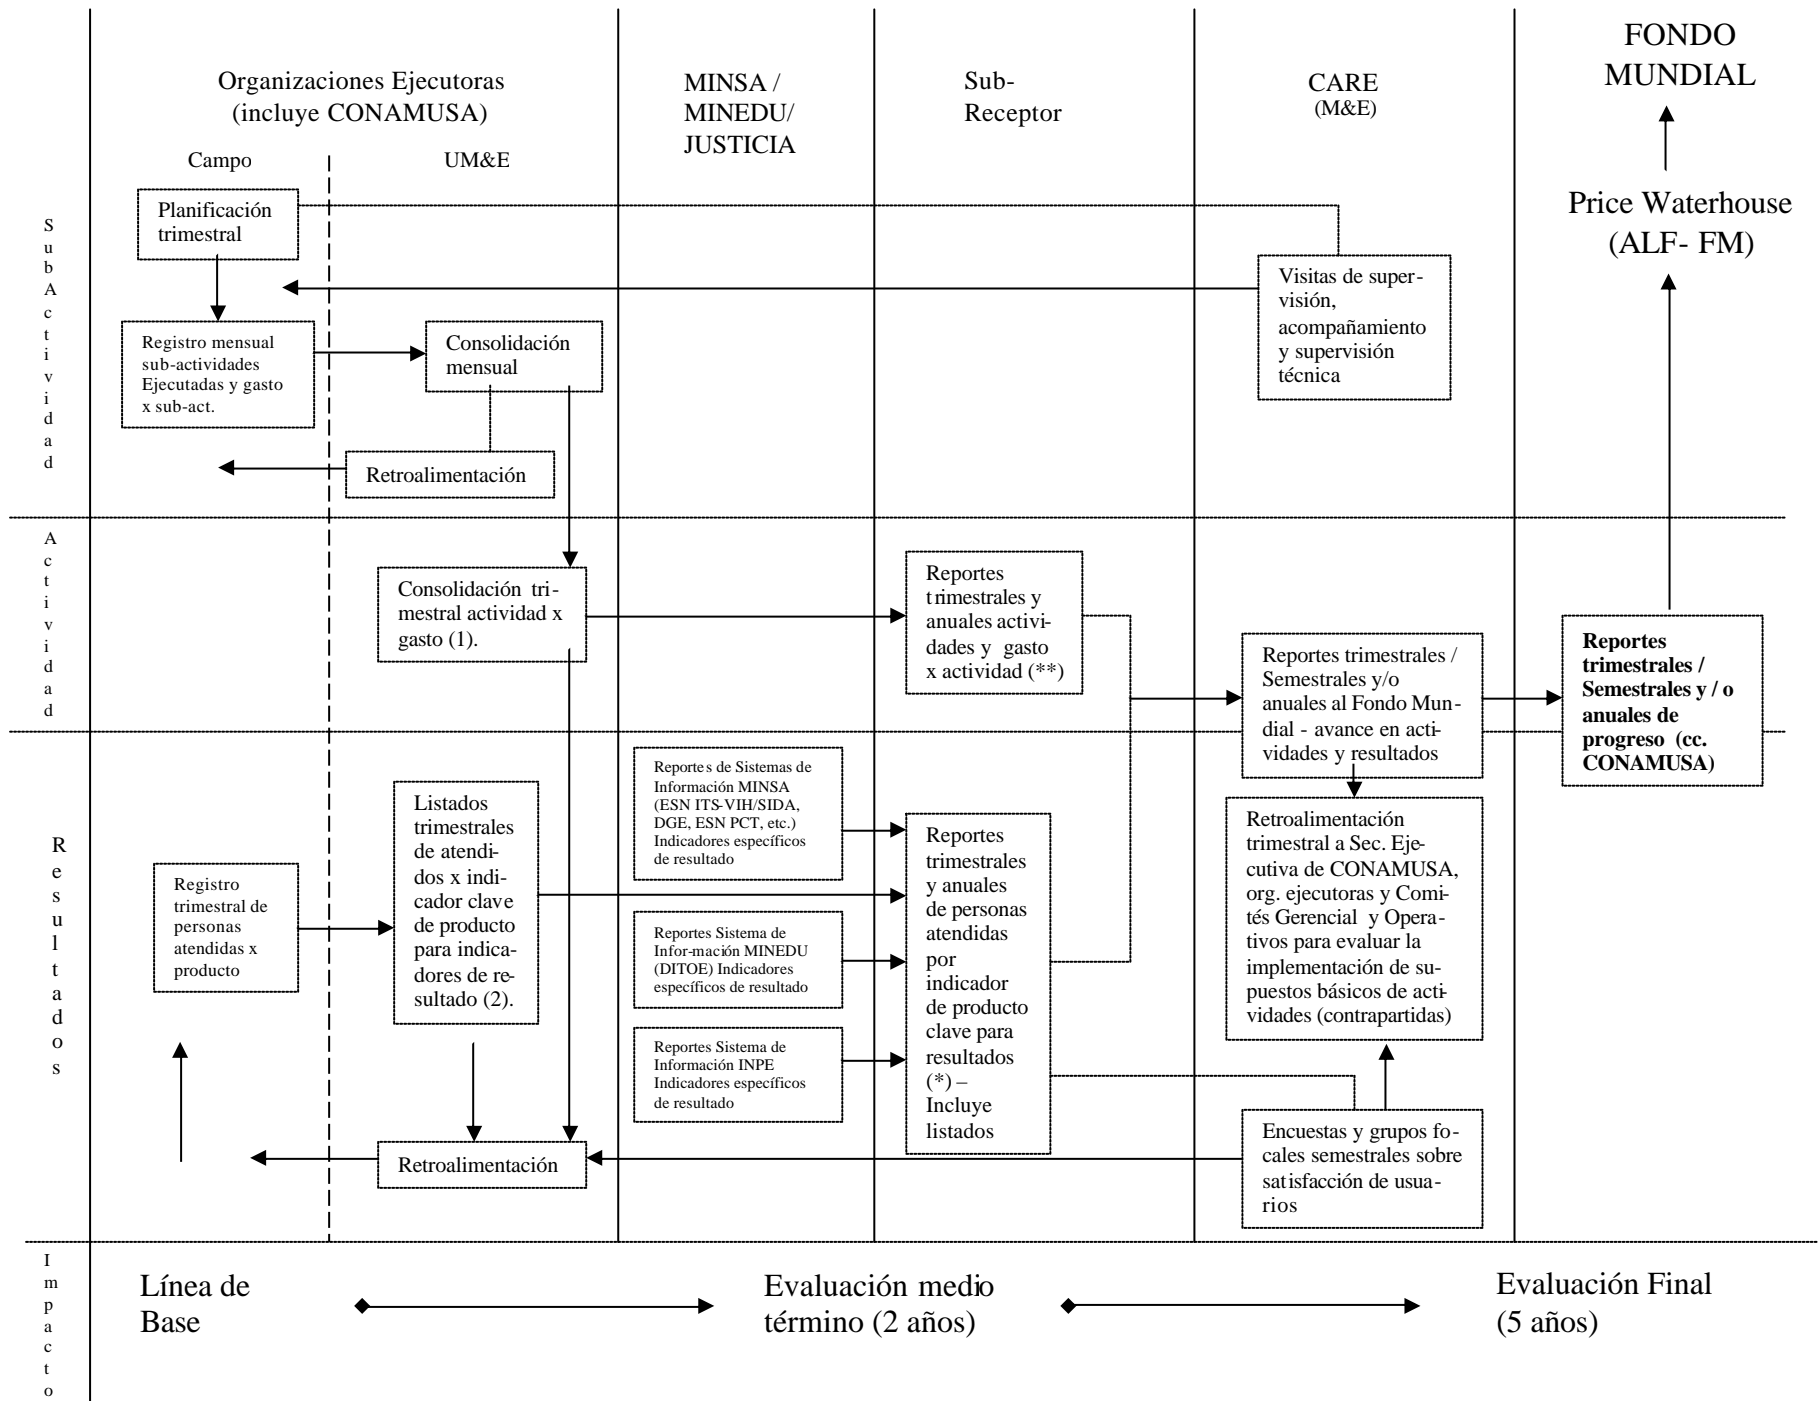 Organizaciones Ejecutoras
(incluye CONAMUSA)
MINSA /
MINEDU/
JUSTICIA
Sub-
Receptor
CARE
(M&E)
FONDO
MUNDIAL
Campo
UM&E
Price Waterhouse
(ALF- FM)
SubActividad
Planificación
trimestral
Visitas de super-
visión,
acompañamiento
y supervisión
técnica
Registro mensual
sub-actividades
Ejecutadas y gasto
x sub-act.
Consolidación
mensual
Retroalimentación
Actividad
Consolidación tri-
mestral actividad x
gasto (1).
Reportes
trimestrales y
anuales activi-
dades y gasto
x actividad (**)
Reportes trimestrales /
Semestrales y/o
anuales al Fondo Mun-
dial - avance en acti-
vidades y resultados
Reportes
trimestrales /
Semestrales y / o
anuales de
progreso (cc.
CONAMUSA)
Resultados
Registro
trimestral de
personas
atendidas x
producto
Listados
trimestrales
de atendi-
dos x indi-
cador clave
de producto
para indica-
dores de re-
sultado (2).
Reportes de Sistemas de
Información MINSA
(ESN ITS-VIH/SIDA,
DGE, ESN PCT, etc.)
Indicadores específicos
de resultado
Reportes Sistema de
Infor-mación MINEDU
(DITOE) Indicadores
específicos de resultado
Reportes Sistema de
Información INPE
Indicadores específicos
de resultado
Reportes
trimestrales
y anuales
de personas
atendidas
por
indicador
de producto
clave para
resultados
(*) –
Incluye
listados
Retroalimentación
trimestral a Sec. Eje-
cutiva de CONAMUSA,
org. ejecutoras y Comi-
tés Gerencial y Opera-
tivos para evaluar la
implementación de su-
puestos básicos de acti-
vidades (contrapartidas)
Retroalimentación
Encuestas y grupos fo-
cales semestrales sobre
satisfacción de usua-
rios
Impacto
Línea de
Base
Evaluación medio
término (2 años)
Evaluación Final
(5 años)